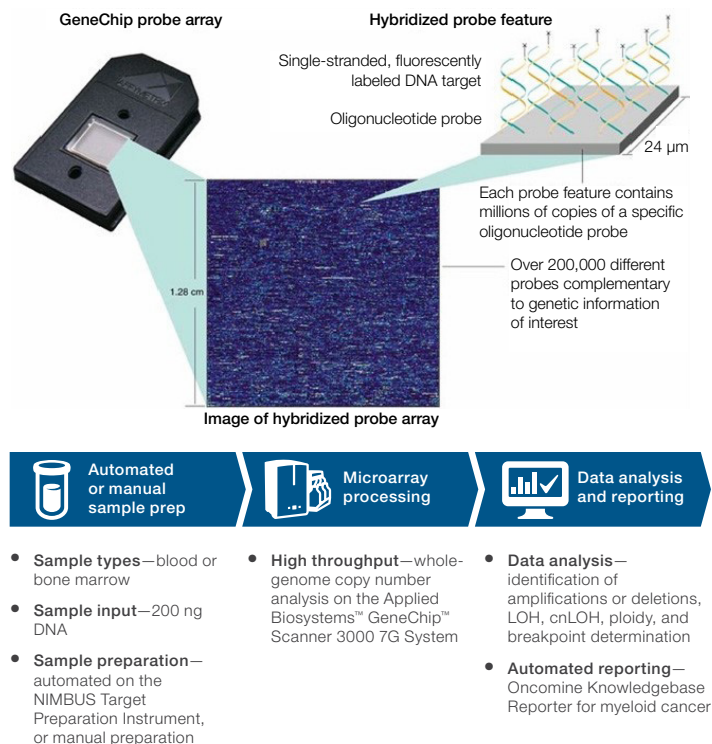 GeneChip probe array
Hybridized probe feature
Single-stranded, fluorescently
labeled DNA target
Oligonucleotide probe
24 µm
Each probe feature contains
millions of copies of a specific
oligonucleotide probe
Over 200,000 different
probes complementary
to genetic information
of interest
1.28 cm
Image of hybridized probe array
Automated
or manual
sample prep
Microarray
processing
Data analysis
and reporting
• Sample types—blood or
bone marrow
• Sample input—200 ng
DNA
• Sample preparation—
automated on the
NIMBUS Target
Preparation Instrument,
or manual preparation
• High throughput—whole-
genome copy number
analysis on the Applied
Biosystems™ GeneChip™
Scanner 3000 7G System
• Data analysis—
identification of
amplifications or deletions,
LOH, cnLOH, ploidy, and
breakpoint determination
• Automated reporting—
Oncomine Knowledgebase
Reporter for myeloid cancer